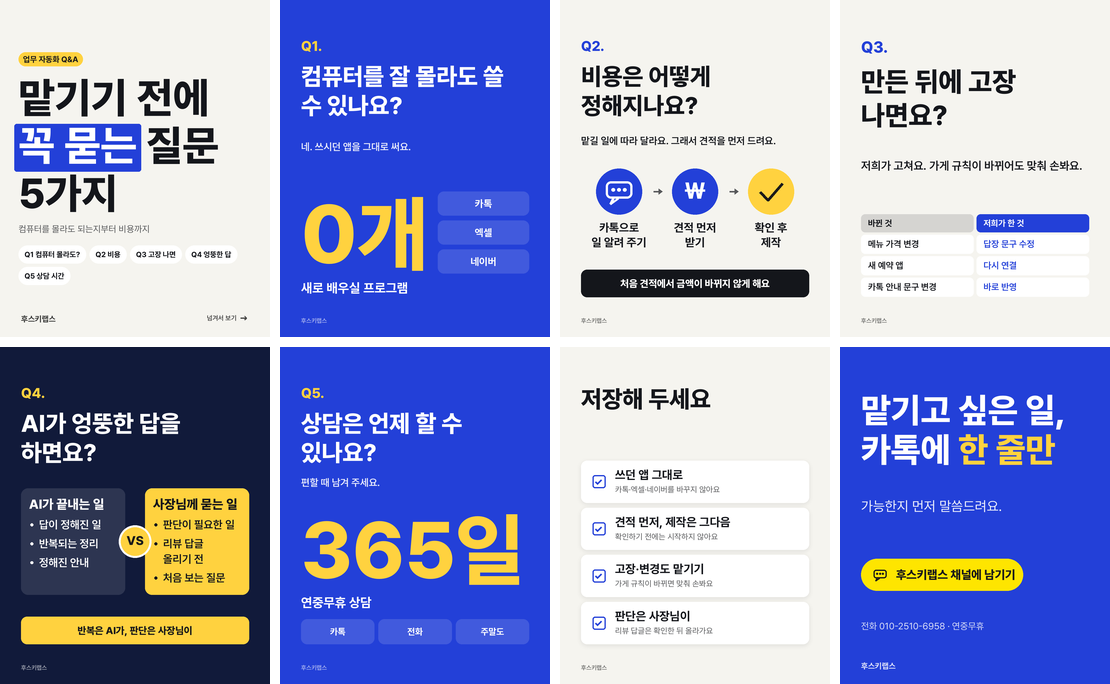 업무 자동화 Q&A
맡기기 전에
꼭 묻는 질문
5가지
컴퓨터를 몰라도 되는지부터 비용까지
Q1 컴퓨터 몰라도?
Q2 비용
Q3 고장 나면
Q4 엉뚱한 답
Q5 상담 시간
후스키랩스
넘겨서 보기 →
Q1.
컴퓨터를 잘 몰라도 쓸
수 있나요?
네. 쓰시던 앱을 그대로 써요.
0개
카톡
엑셀
네이버
새로 배우실 프로그램
후스키랩스
Q2.
비용은 어떻게
정해지나요?
맡길 일에 따라 달라요. 그래서 견적을 먼저 드려요.
₩
카톡으로
일 알려 주기
견적 먼저
받기
확인 후
제작
처음 견적에서 금액이 바뀌지 않게 해요
후스키랩스
Q3.
만든 뒤에 고장
나면요?
저희가 고쳐요. 가게 규칙이 바뀌어도 맞춰 손봐요.
바뀐 것
저희가 한 것
메뉴 가격 변경
답장 문구 수정
새 예약 앱
다시 연결
카톡 안내 문구 변경
바로 반영
후스키랩스
Q4.
AI가 엉뚱한 답을
하면요?
AI가 끝내는 일
• 답이 정해진 일
• 반복되는 정리
• 정해진 안내
VS
사장님께 묻는 일
• 판단이 필요한 일
• 리뷰 답글
올리기 전
• 처음 보는 질문
반복은 AI가, 판단은 사장님이
후스키랩스
Q5.
상담은 언제 할 수
있나요?
편할 때 남겨 주세요.
365일
연중무휴 상담
카톡
전화
주말도
후스키랩스
저장해 두세요
쓰던 앱 그대로
카톡·엑셀·네이버를 바꾸지 않아요
견적 먼저, 제작은 그다음
확인하기 전에는 시작하지 않아요
고장·변경도 맡기기
가게 규칙이 바뀌면 맞춰 손봐요
판단은 사장님이
리뷰 답글은 확인한 뒤 올라가요
후스키랩스
맡기고 싶은 일,
카톡에 한 줄만
가능한지 먼저 말씀드려요.
후스키랩스 채널에 남기기
전화 010-2510-6958 · 연중무휴
후스키랩스